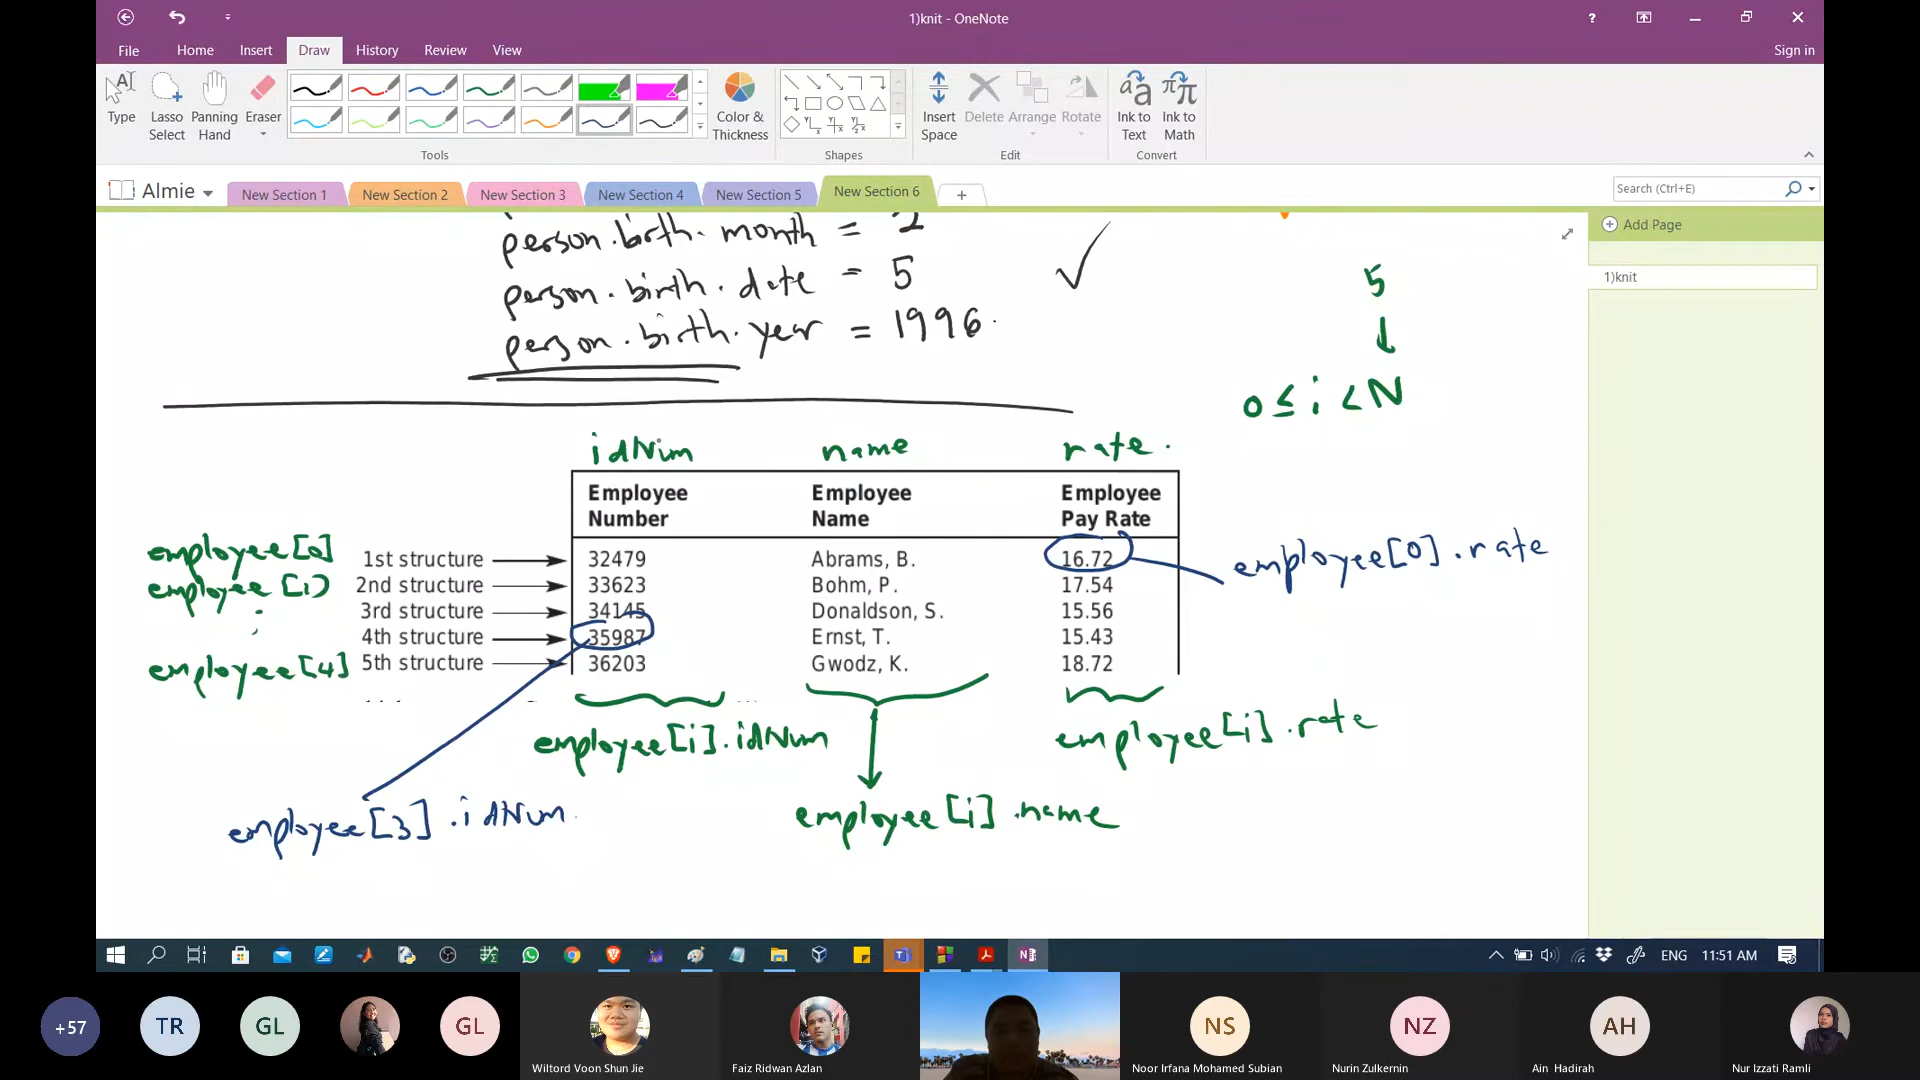 1)knit - OneNote
?
File
Home
Insert
Draw
History
Review
View
Sign in
Type
Lasso Select
Panning Hand
Eraser
Color & Thickness
Insert Space
Delete
Arrange
Rotate
Ink to Text
Ink to Math
Tools
Shapes
Edit
Convert
Almie
New Section 1
New Section 2
New Section 3
New Section 4
New Section 5
New Section 6
+
Search (Ctrl+E)
Add Page
1)knit
person.birth.month = 2
person.birth.date = 5
person.birth.year = 1996.
5
↓
0 ≤ i < N
idNum name rate.
Employee Number Employee Name Employee Pay Rate
employee[0] 1st structure 32479 Abrams, B. 16.72 employee[0].rate
employee[1] 2nd structure 33623 Bohm, P. 17.54
3rd structure 34145 Donaldson, S. 15.56
4th structure 35987 Ernst, T. 15.43
employee[4] 5th structure 36203 Gwodz, K. 18.72
employee[i].idNum employee[i].rate
employee[3].idNum. employee[i].name
ENG 11:51 AM
+57
TR
GL
GL
NS
NZ
AH
Wiltord Voon Shun Jie
Faiz Ridwan Azlan
Noor Irfana Mohamed Subian
Nurin Zulkernin
Ain Hadirah
Nur Izzati Ramli